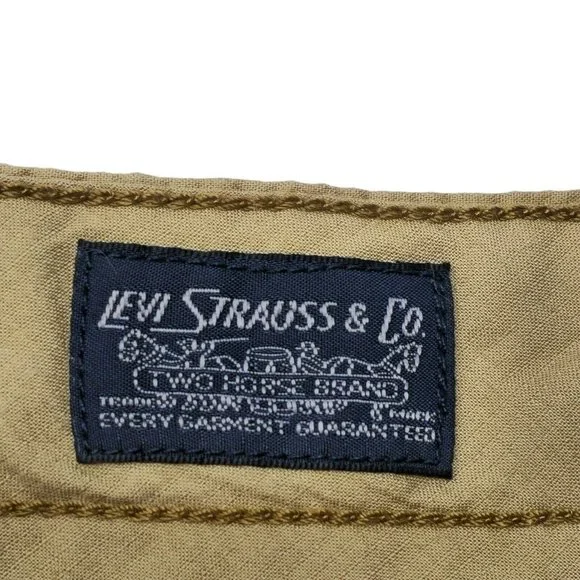 LEVI STRAUSS & CO.
TWO HORSE BRAND
TRADE MARK
EVERY GARMENT GUARANTEED